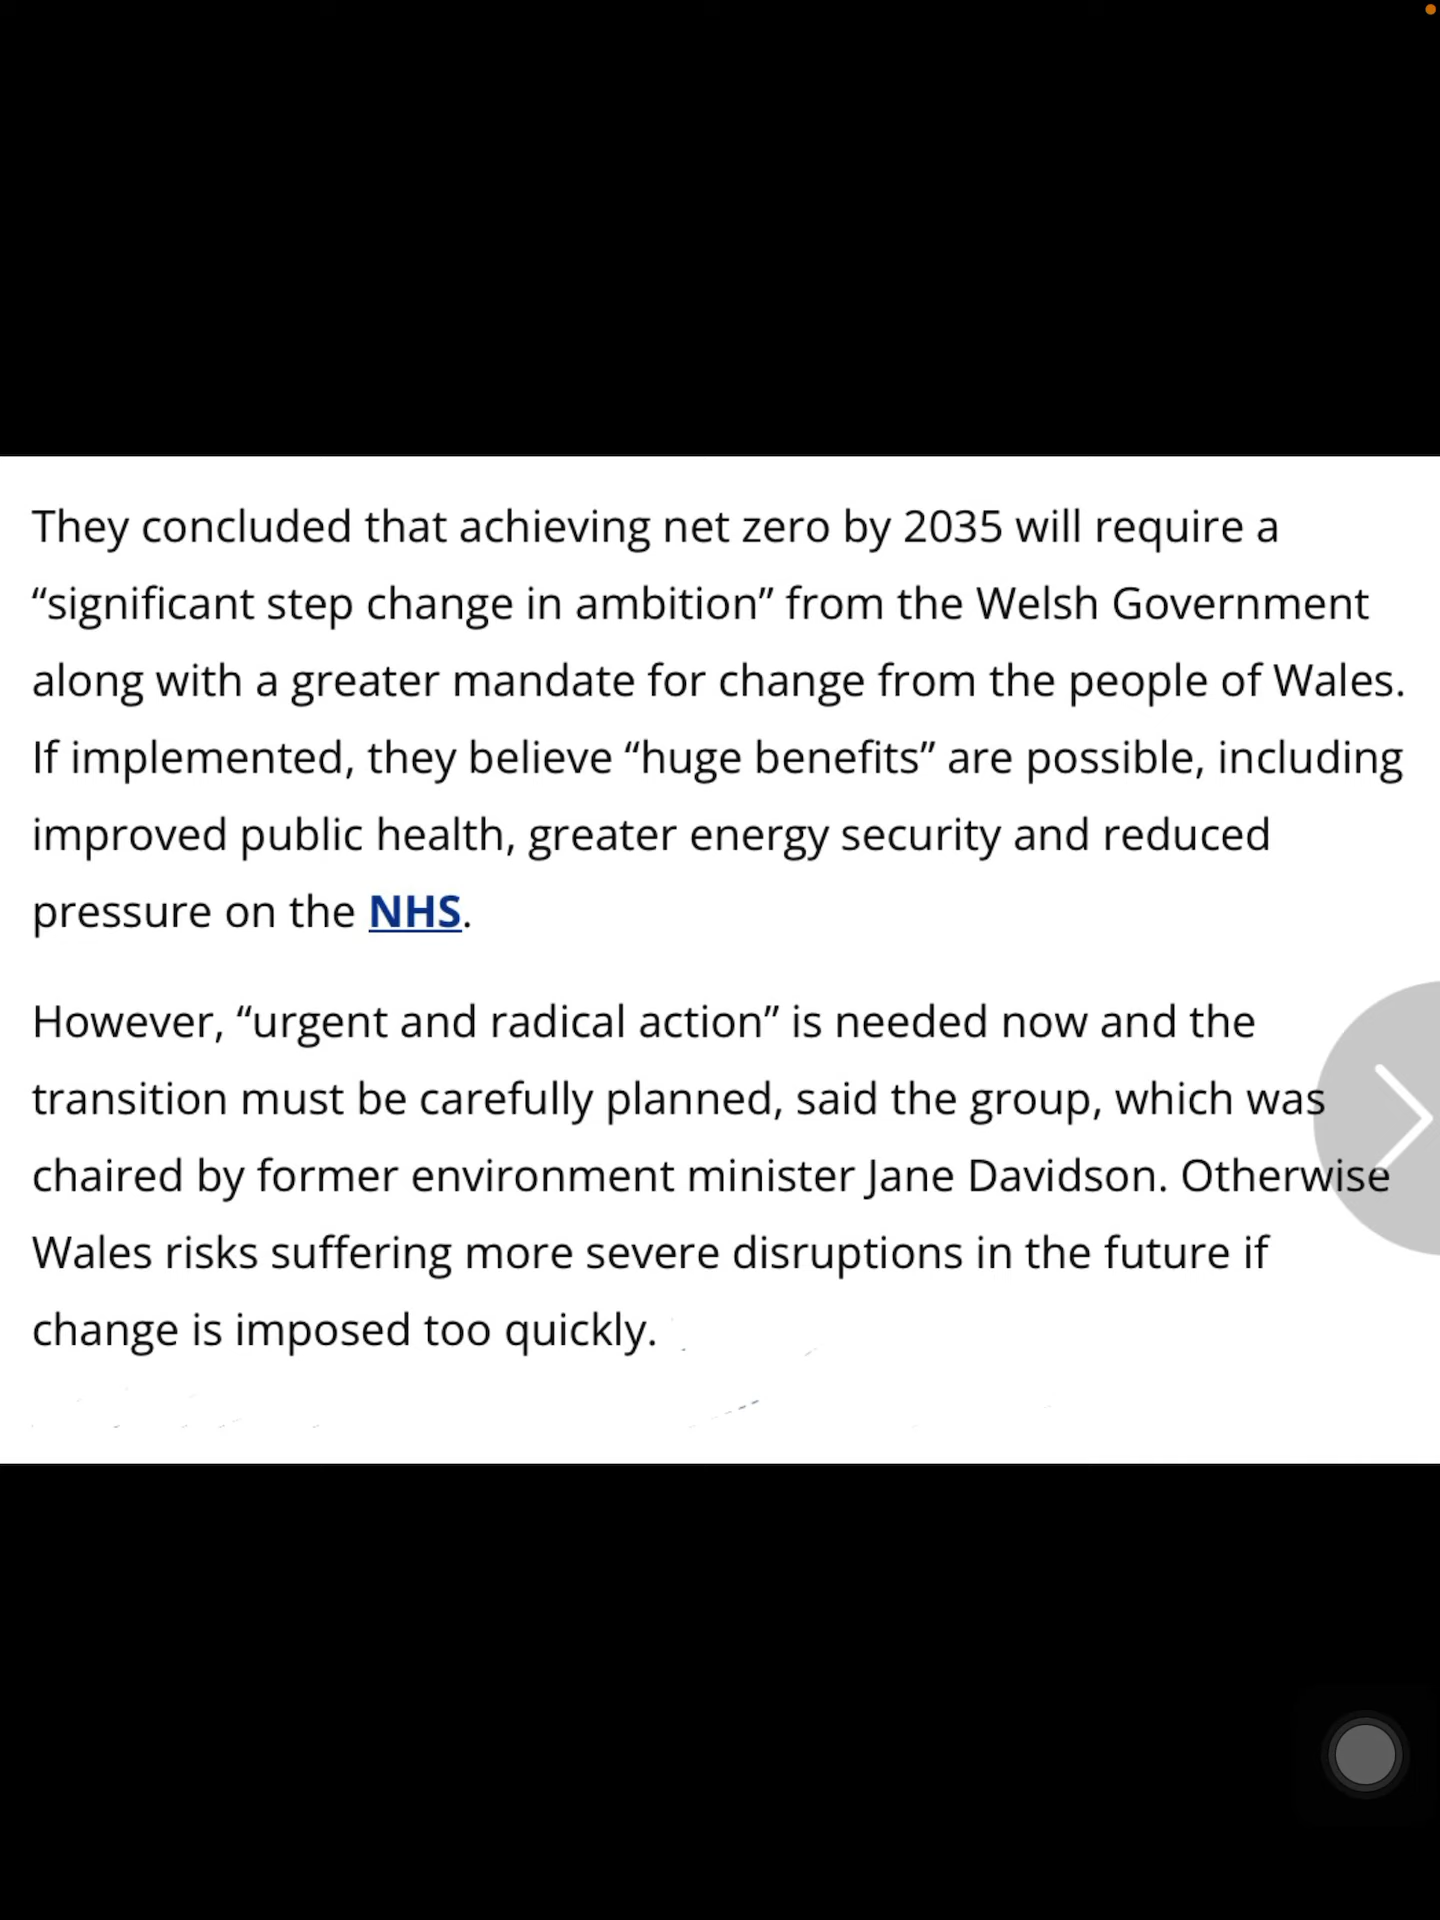 They concluded that achieving net zero by 2035 will require a
“significant step change in ambition” from the Welsh Government
along with a greater mandate for change from the people of Wales.
If implemented, they believe “huge benefits” are possible, including
improved public health, greater energy security and reduced
pressure on the NHS.
However, “urgent and radical action” is needed now and the
transition must be carefully planned, said the group, which was
chaired by former environment minister Jane Davidson. Otherwise
Wales risks suffering more severe disruptions in the future if
change is imposed too quickly.